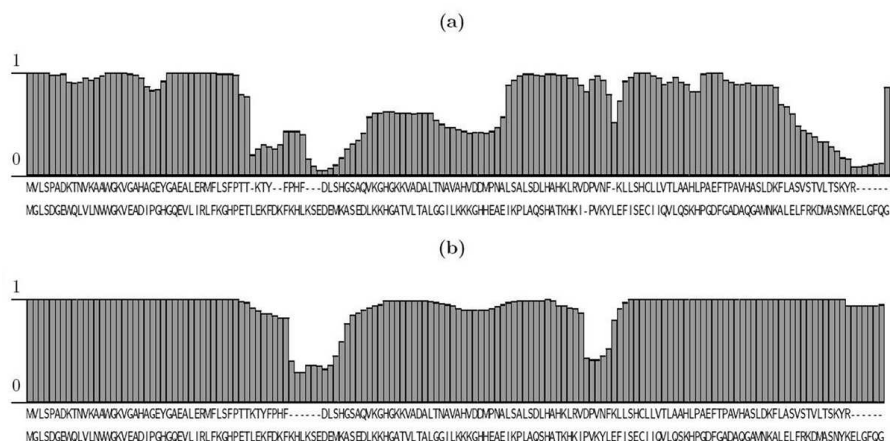 (a)
1
0
MVLSPADKTNVKAAWGKVGAHAGEYGAEALERMFLSFPTT-KTY--FPHF---DLSHGSAQVKGHGKKVADALTNAVAHVDDMPNALSALSDLHAHKLRVDPVNF-KLLSHCLLVTLAAHLPAEFTPAVHASLDKFLASVSTVLTSKYR------
MGLSDGEWQLVLNVWGKVEADIPGHGQEVLIRLFKGHPETLEKFDKFKHLKSEDEMKASEDLKKHGATVLTALGGILKKKGHHEAEIKPLAQSHATKHKI-PVKYLEFISECIIQVLQSKHPGDFGADAQGAMNKALELFRKDMASNYKELGFQG
(b)
1
0
MVLSPADKTNVKAAWGKVGAHAGEYGAEALERMFLSFPTTKTYFPHF------DLSHGSAQVKGHGKKVADALTNAVAHVDDMPNALSALSDLHAHKLRVDPVNFKLLSHCLLVTLAAHLPAEFTPAVHASLDKFLASVSTVLTSKYR------
MGLSDGEWQLVLNVWGKVEADIPGHGQEVLIRLFKGHPETLEKFDKFKHLKSEDEMKASEDLKKHGATVLTALGGILKKKGHHEAEIKPLAQSHATKHKIPVKYLEFISECIIQVLQSKHPGDFGADAQGAMNKALELFRKDMASNYKELGFQG